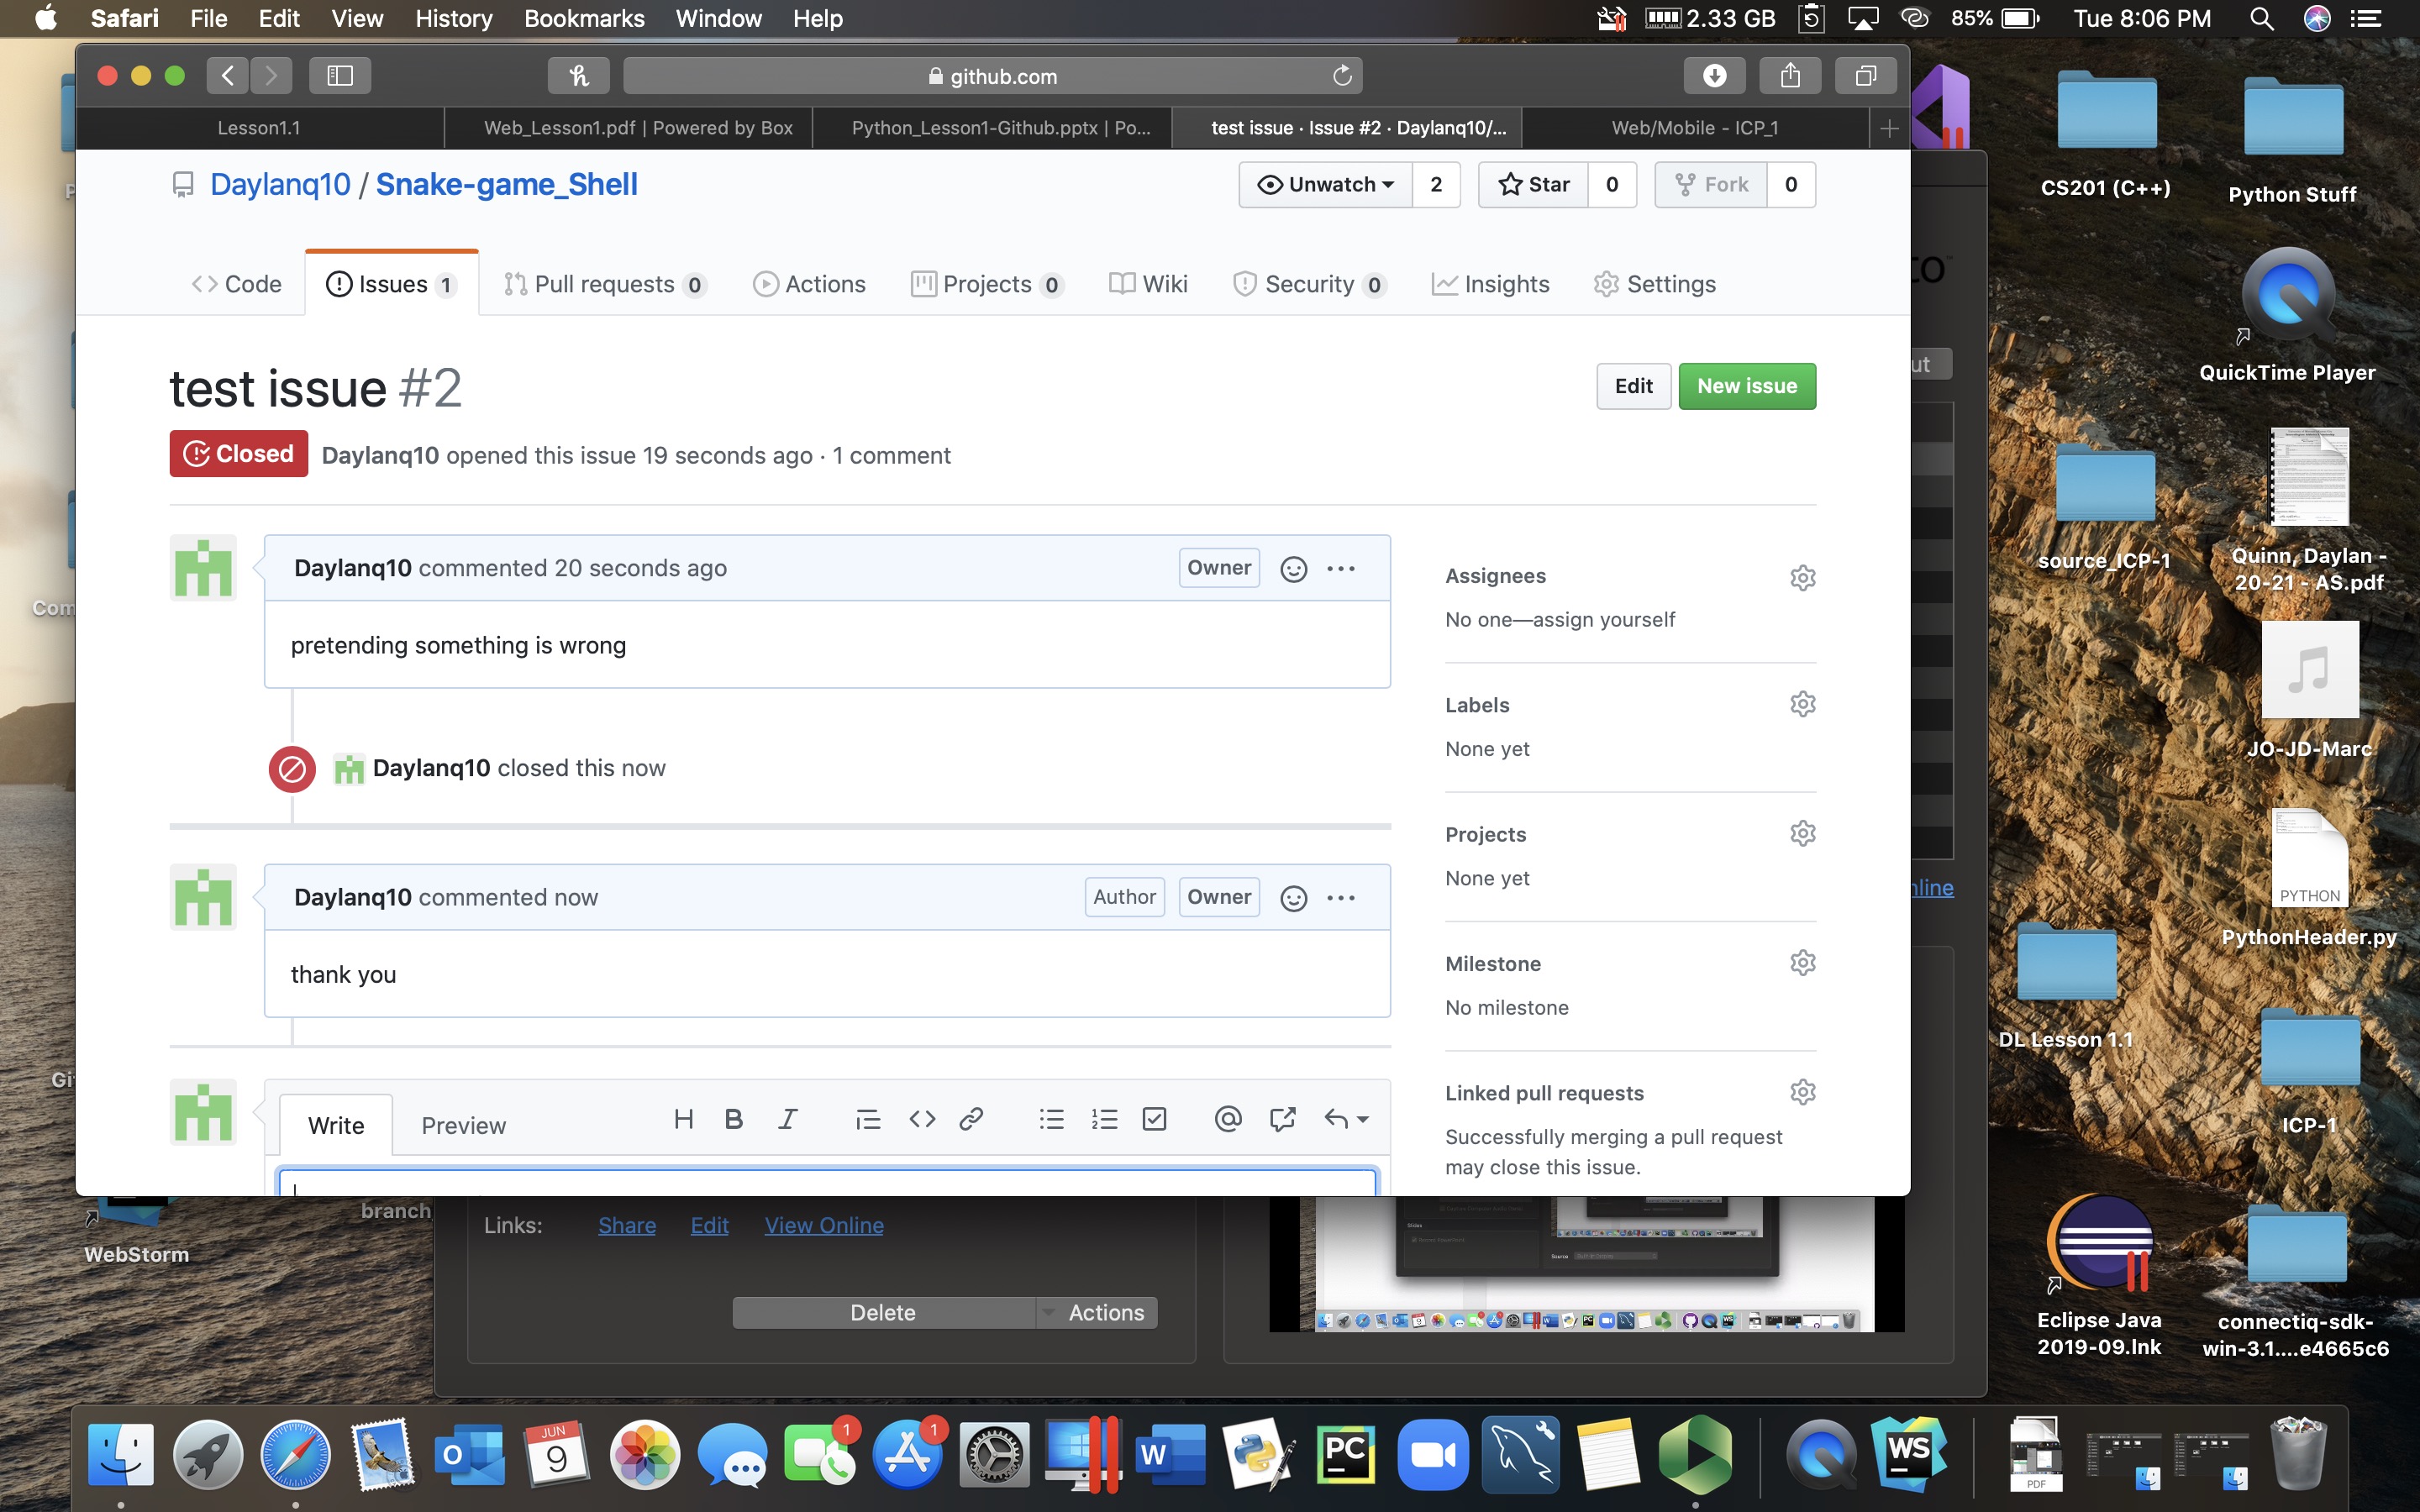 Safari File Edit View History Bookmarks Window Help 2.33 GB 85% Tue 8:06 PM
github.com
Lesson1.1 Web_Lesson1.pdf | Powered by Box Python_Lesson1-Github.pptx | Po... test issue · Issue #2 · Daylanq10/... Web/Mobile - ICP_1
Daylanq10 / Snake-game_Shell
Unwatch 2 Star 0 Fork 0
Code Issues 1 Pull requests 0 Actions Projects 0 Wiki Security 0 Insights Settings
test issue #2
Edit New issue
Closed Daylanq10 opened this issue 19 seconds ago · 1 comment
Daylanq10 commented 20 seconds ago Owner
pretending something is wrong
Daylanq10 closed this now
Daylanq10 commented now Author Owner
thank you
Write Preview H B I
Assignees
No one—assign yourself
Labels
None yet
Projects
None yet
Milestone
No milestone
Linked pull requests
Successfully merging a pull request
may close this issue.
CS201 (C++)
Python Stuff
QuickTime Player
source_ICP-1
Quinn, Daylan -
20-21 - AS.pdf
JO-JD-Marc
PYTHON
PythonHeader.py
DL Lesson 1.1
ICP-1
Eclipse Java
2019-09.lnk
connectiq-sdk-
win-3.1....e4665c6
WebStorm
branch
Links: Share Edit View Online
Delete Actions
JUN
9
1
1
W
PC
WS
PDF